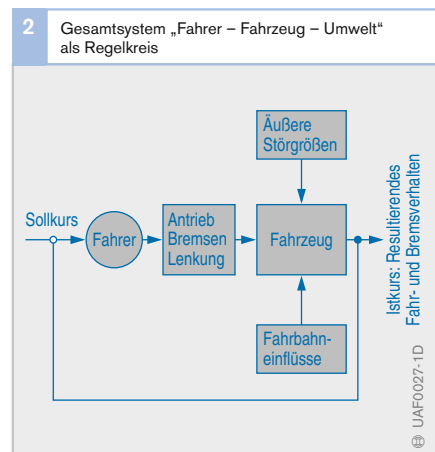 2
Gesamtsystem „Fahrer – Fahrzeug – Umwelt“
als Regelkreis
Äußere
Störgrößen
Sollkurs
Fahrer
Antrieb
Bremsen
Lenkung
Fahrzeug
Istkurs: Resultierendes
Fahr- und Bremsverhalten
Fahrbahn-
einflüsse
UAF0027-1D